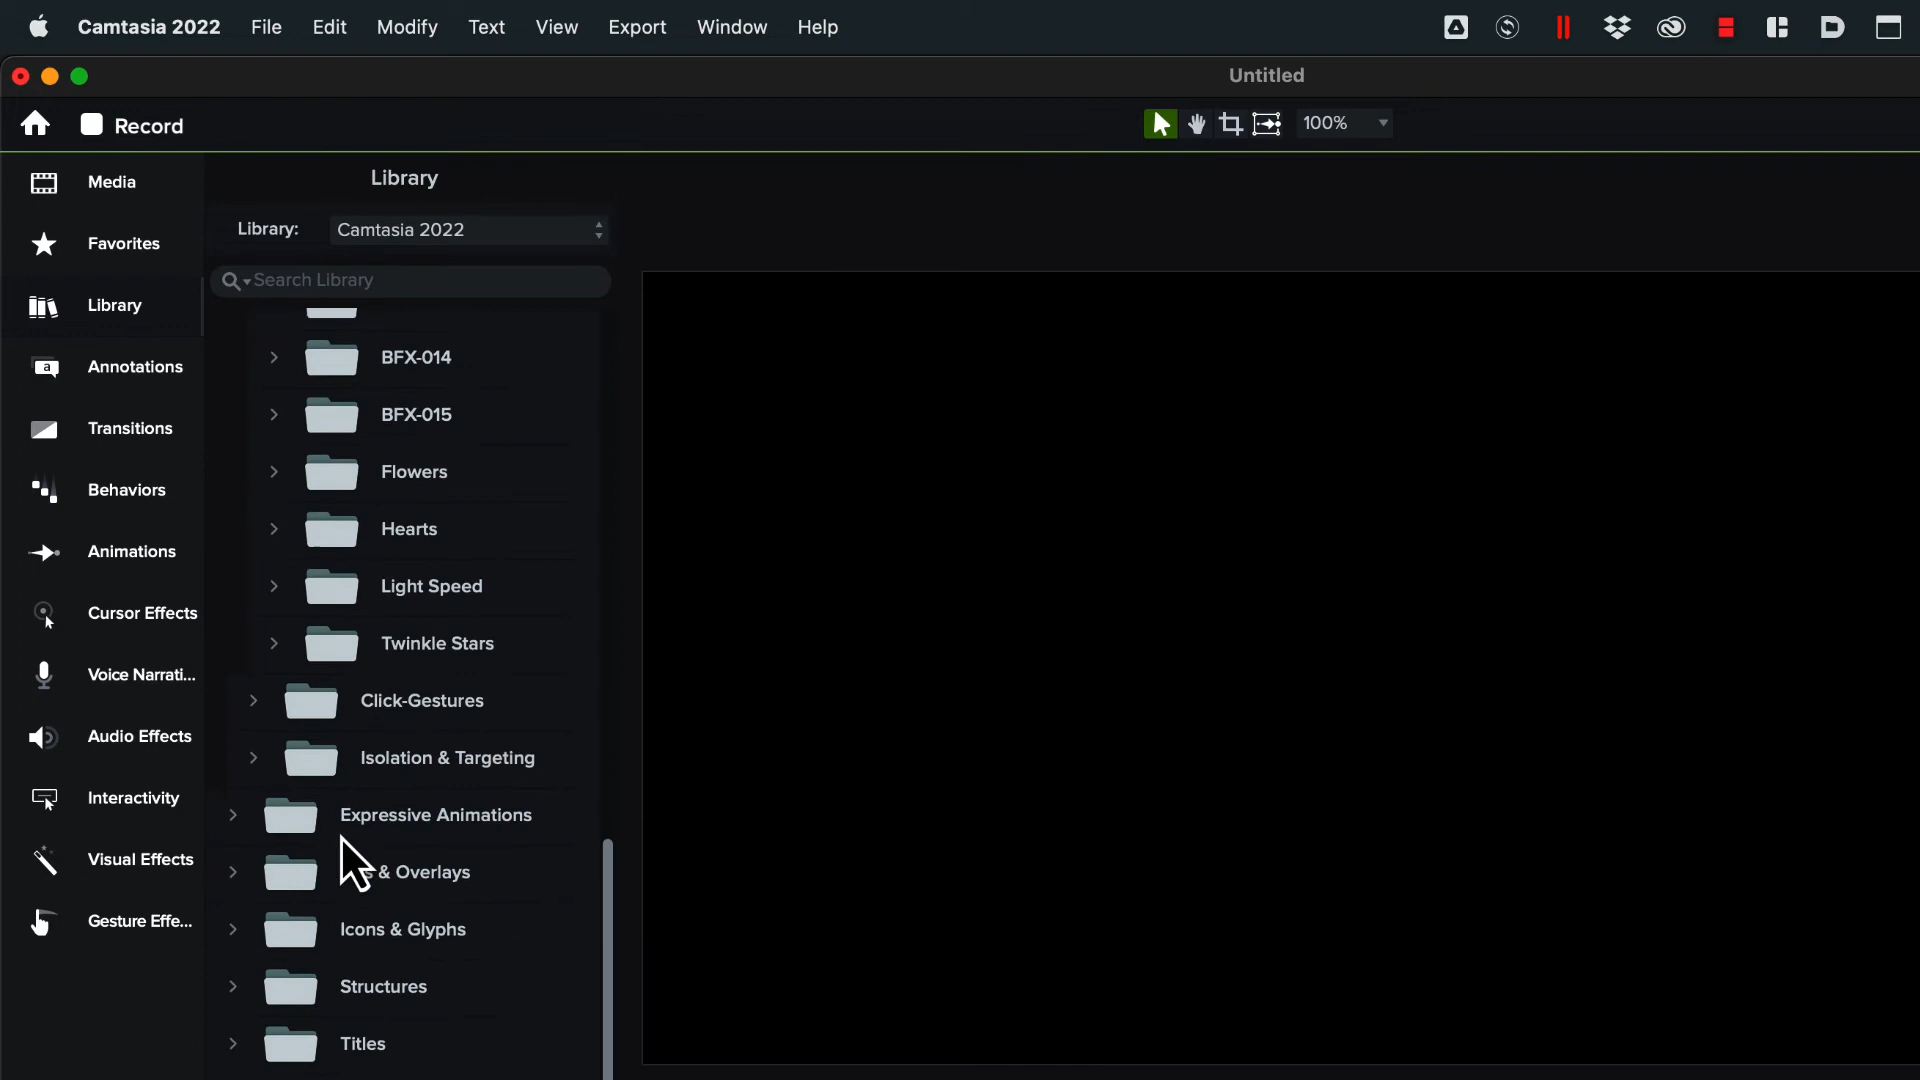 Camtasia 2022 File Edit Modify Text View Export Window Help
Untitled
Record
100%
Media
Favorites
Library
Annotations
Transitions
Behaviors
Animations
Cursor Effects
Voice Narrati...
Audio Effects
Interactivity
Visual Effects
Gesture Effe...
Library
Library: Camtasia 2022
Search Library
BFX-014
BFX-015
Flowers
Hearts
Light Speed
Twinkle Stars
Click-Gestures
Isolation & Targeting
Expressive Animations
& Overlays
Icons & Glyphs
Structures
Titles